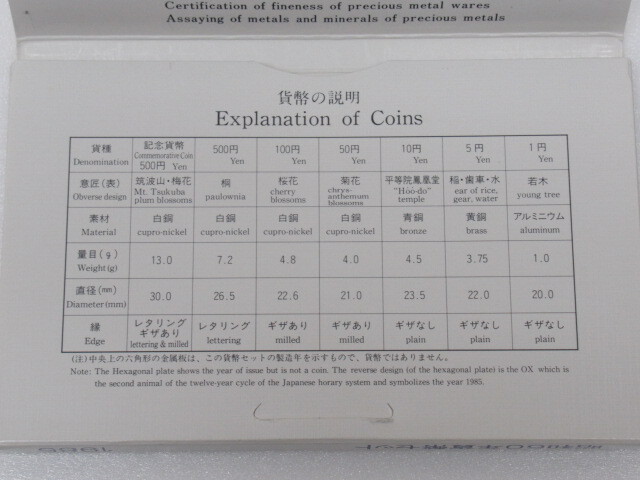 Certification of fineness of precious metal wares
Assaying of metals and minerals of precious metals
貨幣の説明
Explanation of Coins
貨種 Denomination
記念貨幣 Commemorative Coin 500円 Yen
500円 Yen
100円 Yen
50円 Yen
10円 Yen
5円 Yen
1円 Yen
意匠(表) Obverse design
筑波山・梅花 Mt. Tsukuba plum blossoms
桐 paulownia
桜花 cherry blossoms
菊花 chrys- anthemum blossoms
平等院鳳凰堂 "Hōō-do" temple
稲・歯車・水 ear of rice, gear, water
若木 young tree
素材 Material
白銅 cupro-nickel
白銅 cupro-nickel
白銅 cupro-nickel
白銅 cupro-nickel
青銅 bronze
黄銅 brass
アルミニウム aluminum
量目(g) Weight(g)
13.0
7.2
4.8
4.0
4.5
3.75
1.0
直径(mm) Diameter(mm)
30.0
26.5
22.6
21.0
23.5
22.0
20.0
縁 Edge
レタリング ギザあり lettering & milled
レタリング lettering
ギザあり milled
ギザあり milled
ギザなし plain
ギザなし plain
ギザなし plain
(注)中央上の六角形の金属板は、この貨幣セットの製造年を示すもので、貨幣ではありません。
Note: The Hexagonal plate shows the year of issue but is not a coin. The reverse design (of the hexagonal plate) is the OX which is
the second animal of the twelve-year cycle of the Japanese horary system and symbolizes the year 1985.